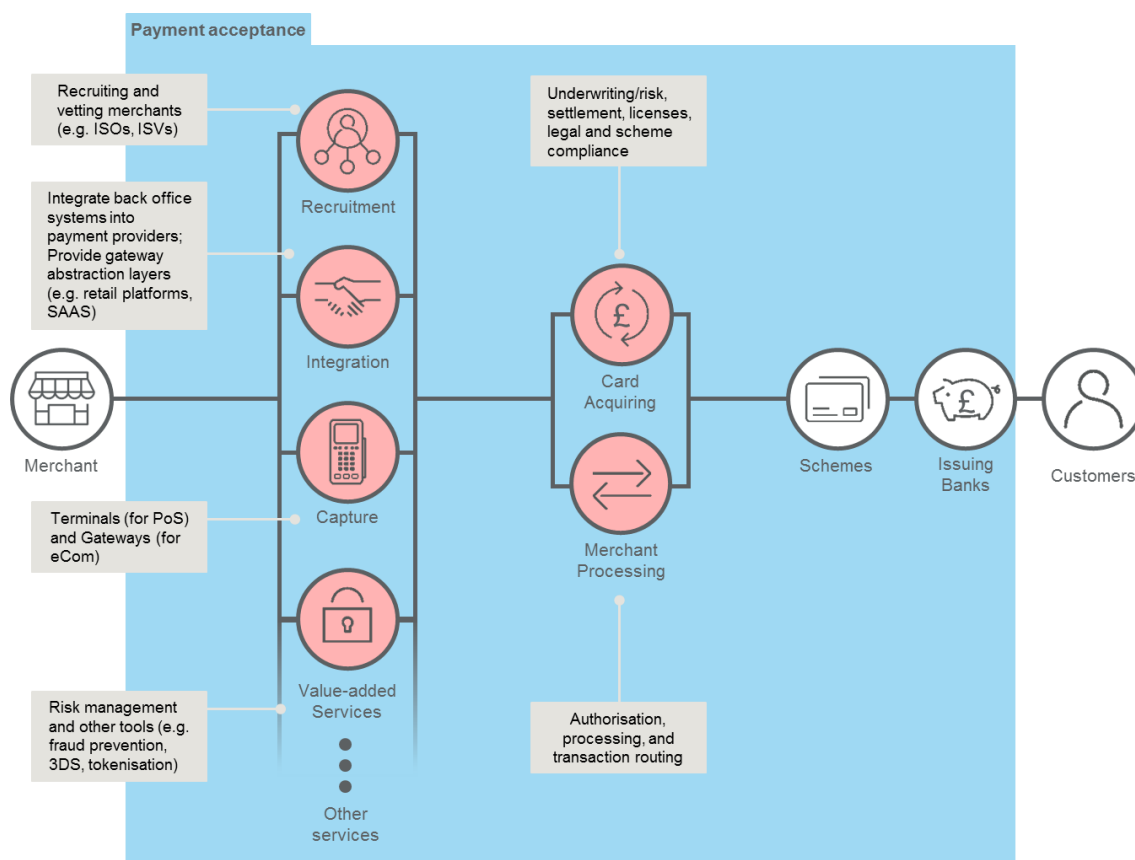 Payment acceptance
Recruiting and
vetting merchants
(e.g. ISOs, ISVs)
Recruitment
Integrate back office
systems into
payment providers;
Provide gateway
abstraction layers
(e.g. retail platforms,
SAAS)
Integration
Merchant
Terminals (for PoS)
and Gateways (for
eCom)
Capture
Risk management
and other tools (e.g.
fraud prevention,
3DS, tokenisation)
Value-added
Services
Other
services
Underwriting/risk,
settlement, licenses,
legal and scheme
compliance
£
Card
Acquiring
Merchant
Processing
Authorisation,
processing, and
transaction routing
Schemes
£
Issuing
Banks
Customers